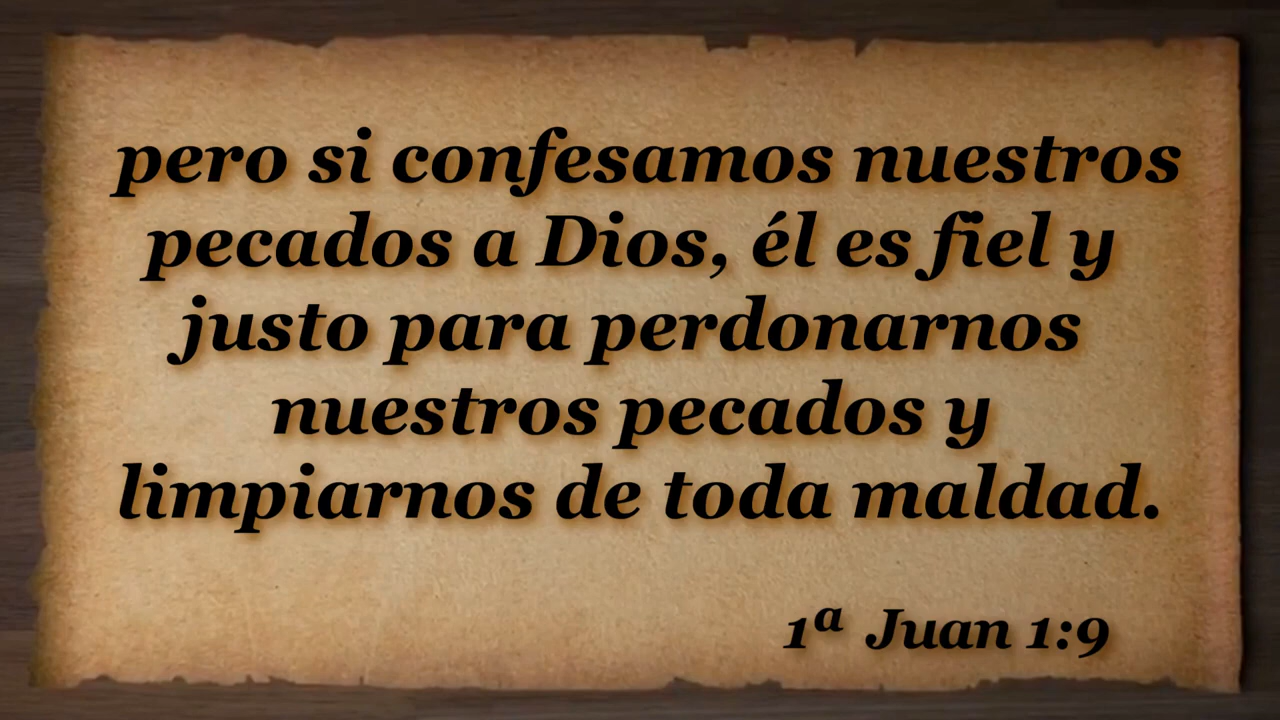 pero si confesamos nuestros
pecados a Dios, él es fiel y
justo para perdonarnos
nuestros pecados y
limpiarnos de toda maldad.
1ª Juan 1:9